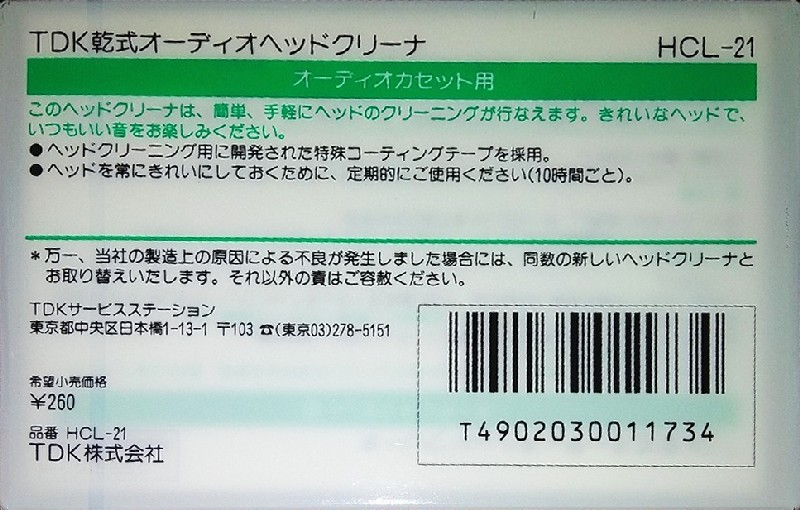 TDK乾式オーディオヘッドクリーナ HCL-21
オーディオカセット用
このヘッドクリーナは、簡単、手軽にヘッドのクリーニングが行なえます。きれいなヘッドで、
いつもいい音をお楽しみください。
●ヘッドクリーニング用に開発された特殊コーティングテープを採用。
●ヘッドを常にきれいにしておくために、定期的にご使用ください(10時間ごと)。
*万一、当社の製造上の原因による不良が発生しました場合には、同数の新しいヘッドクリーナと
お取り替えいたします。それ以外の責はご容赦ください。
TDKサービスステーション
東京都中央区日本橋1-13-1 〒103 ☎(東京03)278-5151
希望小売価格
¥260
品番 HCL-21
TDK株式会社
T4902030011734